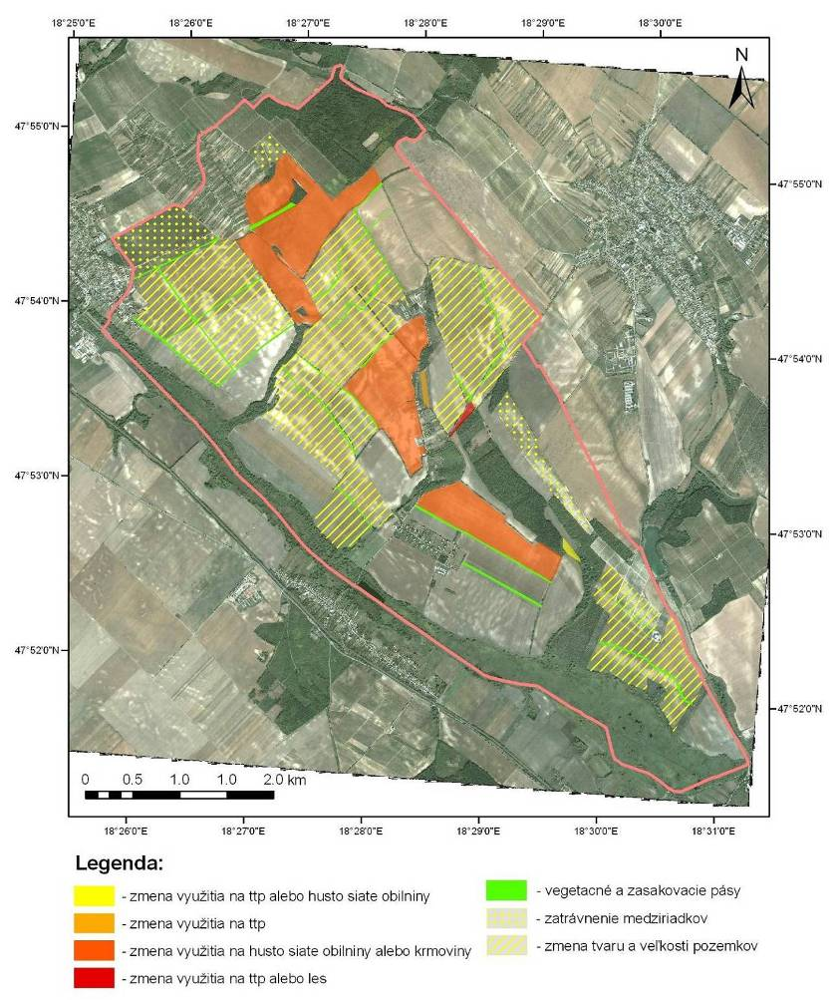 18°25'0"E 18°26'0"E 18°27'0"E 18°28'0"E 18°29'0"E 18°30'0"E
N
47°55'0"N
47°55'0"N
47°54'0"N
47°54'0"N
47°53'0"N
47°53'0"N
47°52'0"N
47°52'0"N
0 0.5 1.0 1.0 2.0 km
18°26'0"E 18°27'0"E 18°28'0"E 18°29'0"E 18°30'0"E 18°31'0"E
Legenda:
- zmena využitia na ttp alebo husto siate obilniny
- zmena využitia na ttp
- zmena využitia na husto siate obilniny alebo krmoviny
- zmena využitia na ttp alebo les
- vegetacné a zasakovacie pásy
- zatrávnenie medziriadkov
- zmena tvaru a veľkosti pozemkov